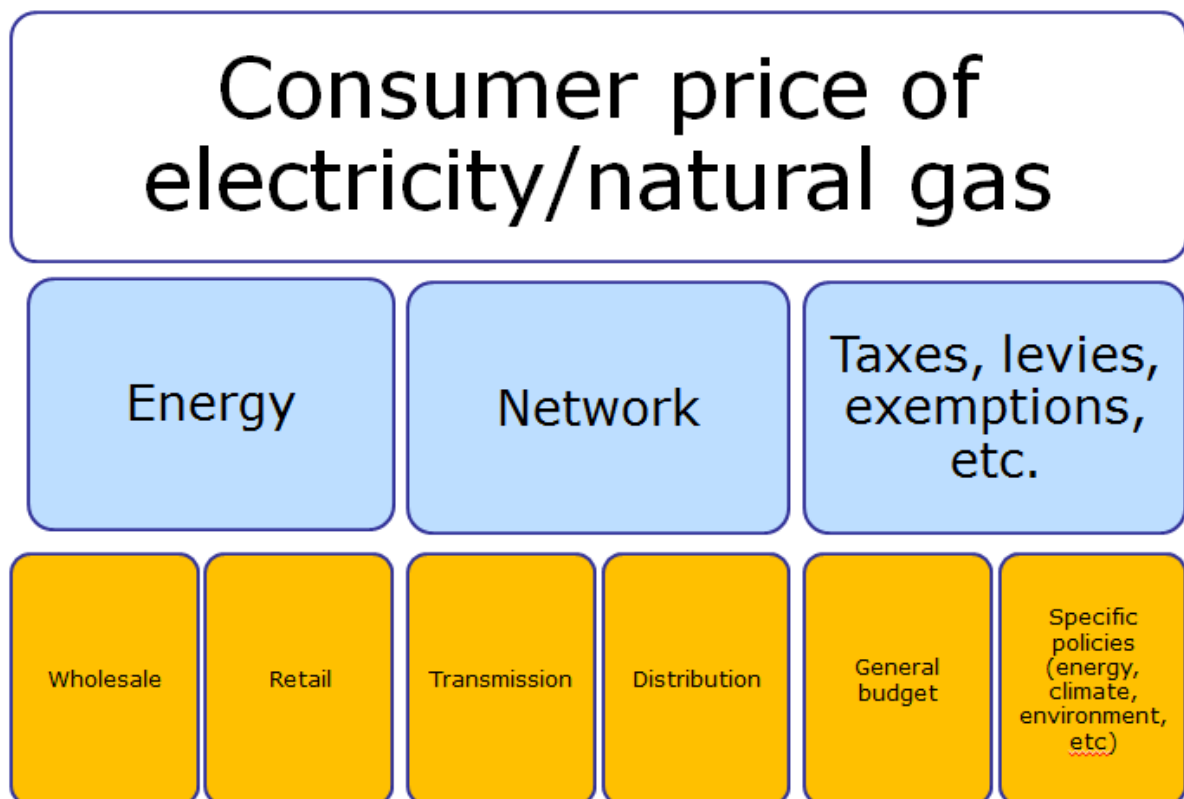 Consumer price of
electricity/natural gas
Energy
Network
Taxes, levies,
exemptions,
etc.
Wholesale
Retail
Transmission
Distribution
General
budget
Specific
policies
(energy,
climate,
environment,
etc)